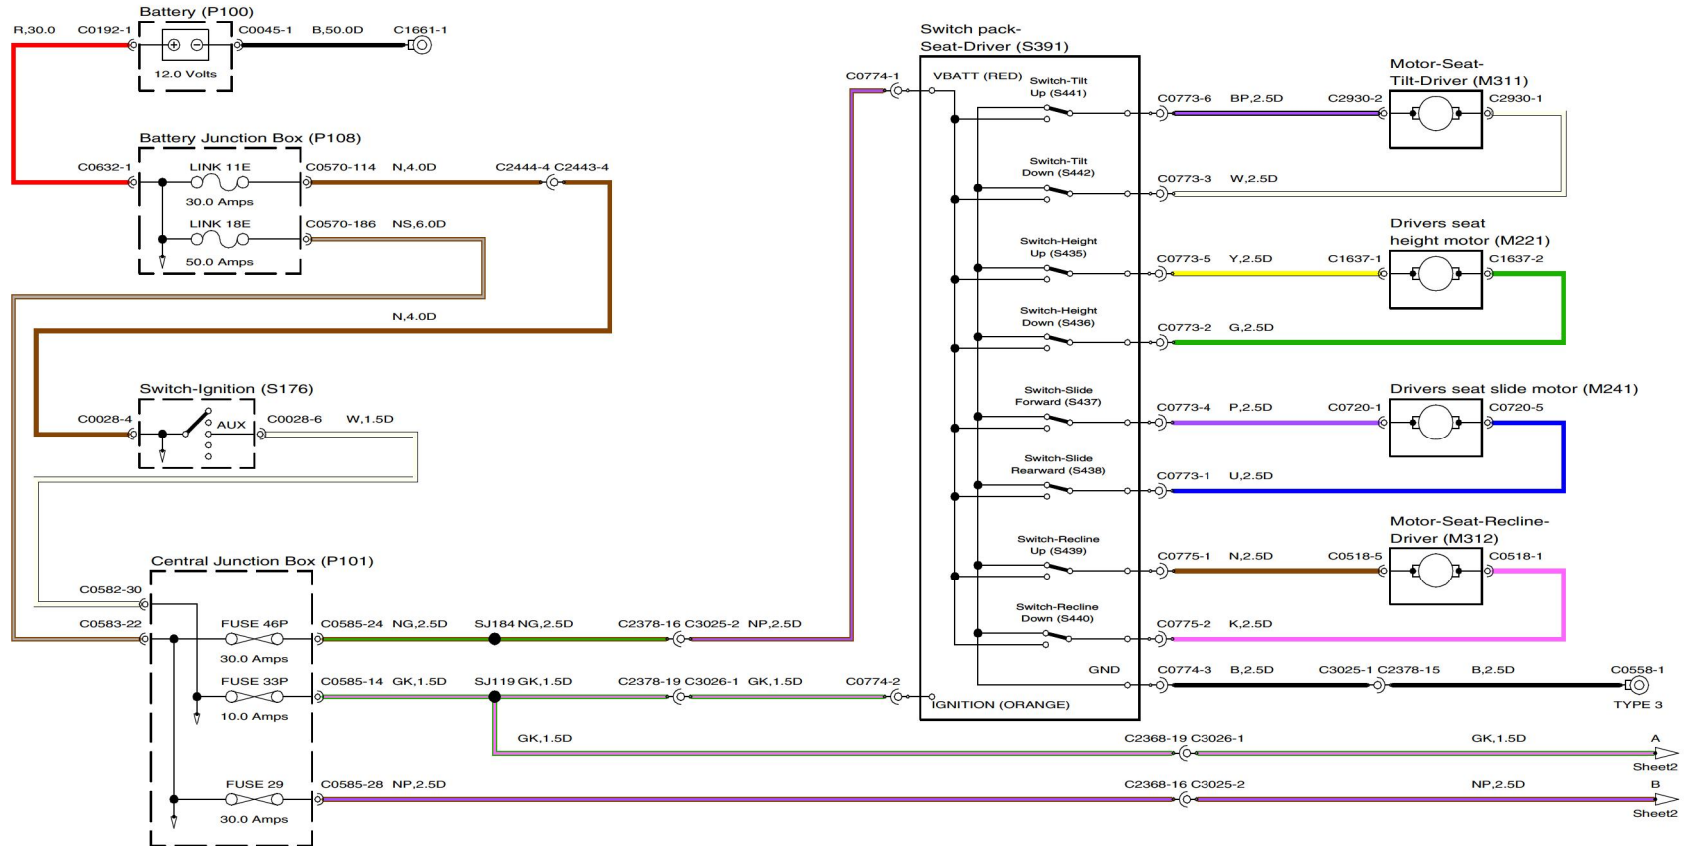 Battery (P100)
R,30.0 C0192-1 C0045-1 B,50.0D C1661-1
12.0 Volts
Battery Junction Box (P108)
C0632-1 LINK 11E C0570-114 N,4.0D C2444-4 C2443-4
30.0 Amps
LINK 18E C0570-186 NS,6.0D
50.0 Amps
N,4.0D
Switch-Ignition (S176)
C0028-4 AUX C0028-6 W,1.5D
Central Junction Box (P101)
C0582-30
C0583-22 FUSE 46P C0585-24 NG,2.5D SJ184 NG,2.5D C2378-16 C3025-2 NP,2.5D
30.0 Amps
FUSE 33P C0585-14 GK,1.5D SJ119 GK,1.5D C2378-19 C3026-1 GK,1.5D C0774-2
10.0 Amps
GK,1.5D C2368-19 C3026-1 GK,1.5D A
Sheet2
FUSE 29 C0585-28 NP,2.5D C2368-16 C3025-2 NP,2.5D B
30.0 Amps
Sheet2
Switch pack-
Seat-Driver (S391)
C0774-1 VBATT (RED)
Switch-Tilt
Up (S441)
C0773-6 BP,2.5D C2930-2 C2930-1
Motor-Seat-
Tilt-Driver (M311)
Switch-Tilt
Down (S442)
C0773-3 W,2.5D
Switch-Height
Up (S435)
C0773-5 Y,2.5D C1637-1 C1637-2
Drivers seat
height motor (M221)
Switch-Height
Down (S436)
C0773-2 G,2.5D
Switch-Slide
Forward (S437)
C0773-4 P,2.5D C0720-1 C0720-5
Drivers seat slide motor (M241)
Switch-Slide
Rearward (S438)
C0773-1 U,2.5D
Switch-Recline
Up (S439)
C0775-1 N,2.5D C0518-5 C0518-1
Motor-Seat-Recline-
Driver (M312)
Switch-Recline
Down (S440)
C0775-2 K,2.5D
GND C0774-3 B,2.5D C3025-1 C2378-15 B,2.5D C0558-1
TYPE 3
IGNITION (ORANGE)